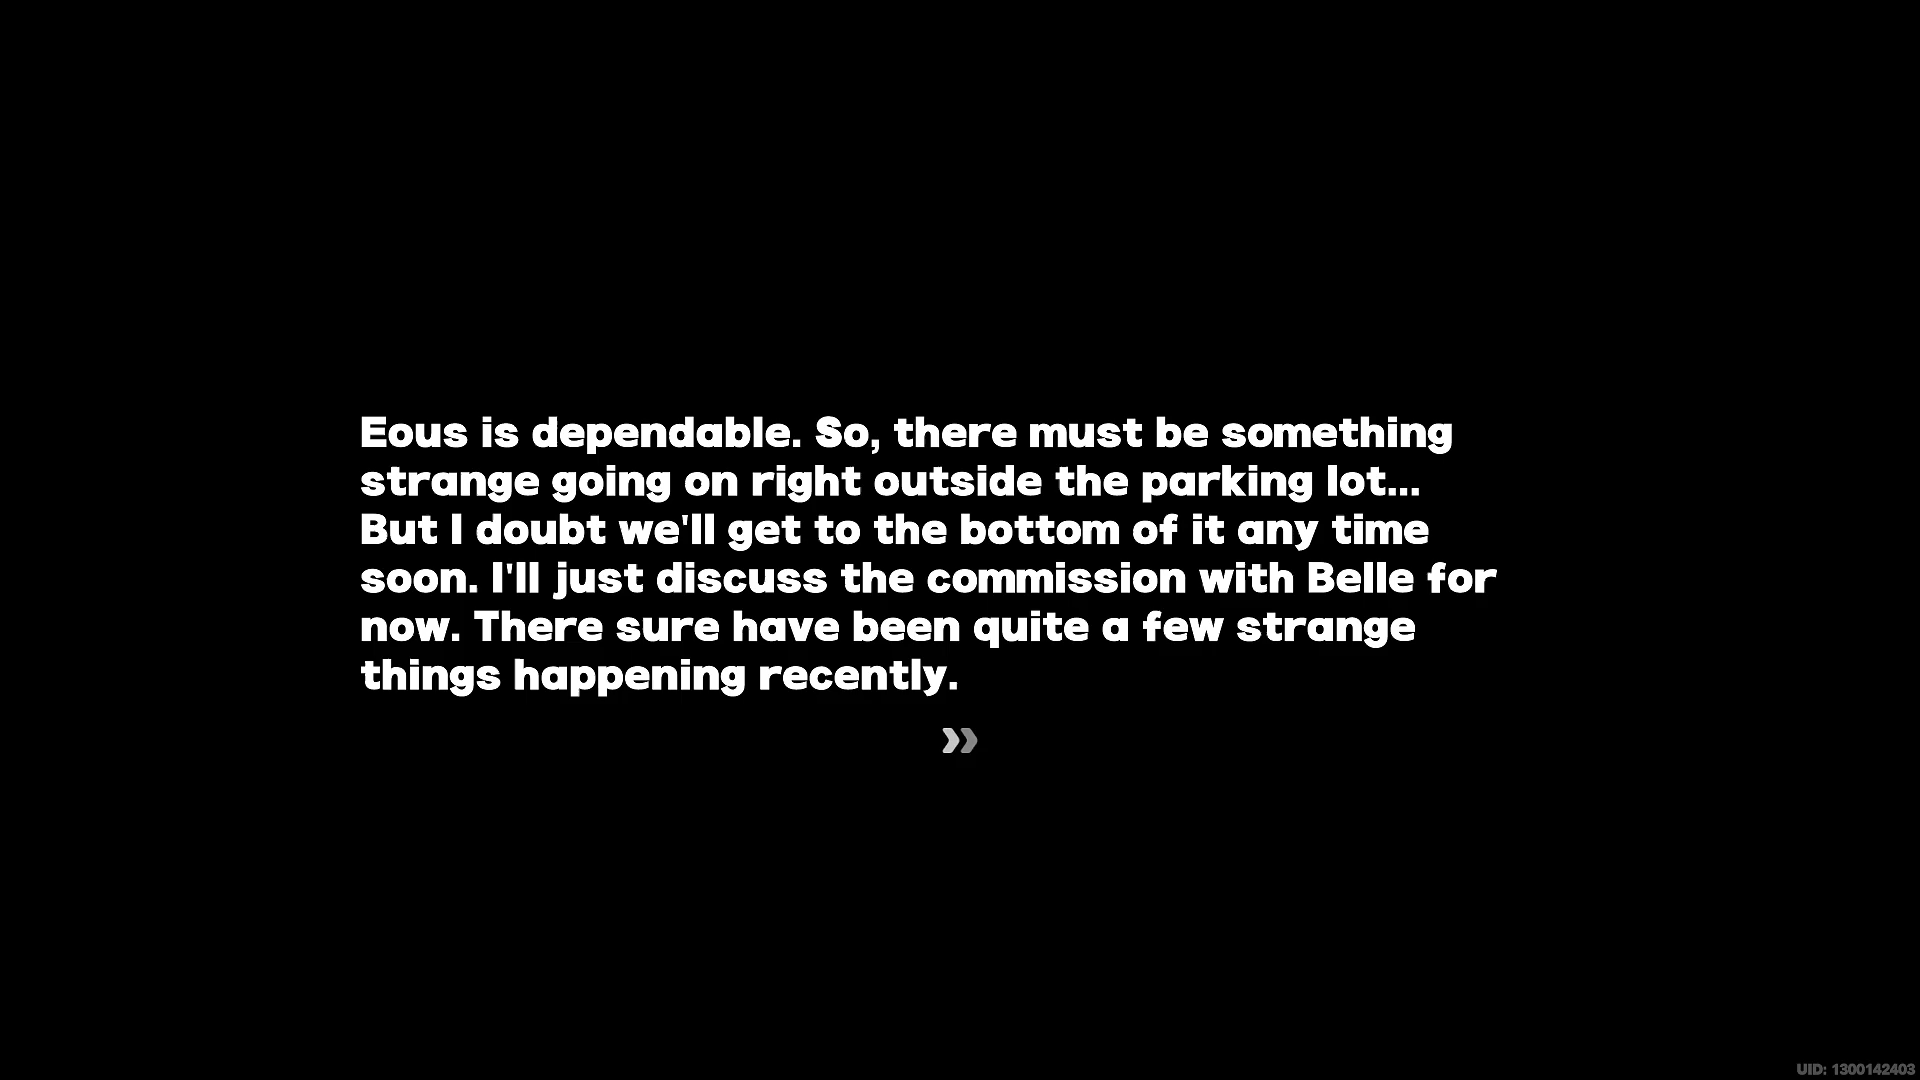 Eous is dependable. So, there must be something
strange going on right outside the parking lot...
But I doubt we'll get to the bottom of it any time
soon. I'll just discuss the commission with Belle for
now. There sure have been quite a few strange
things happening recently.
UID: 1300142403